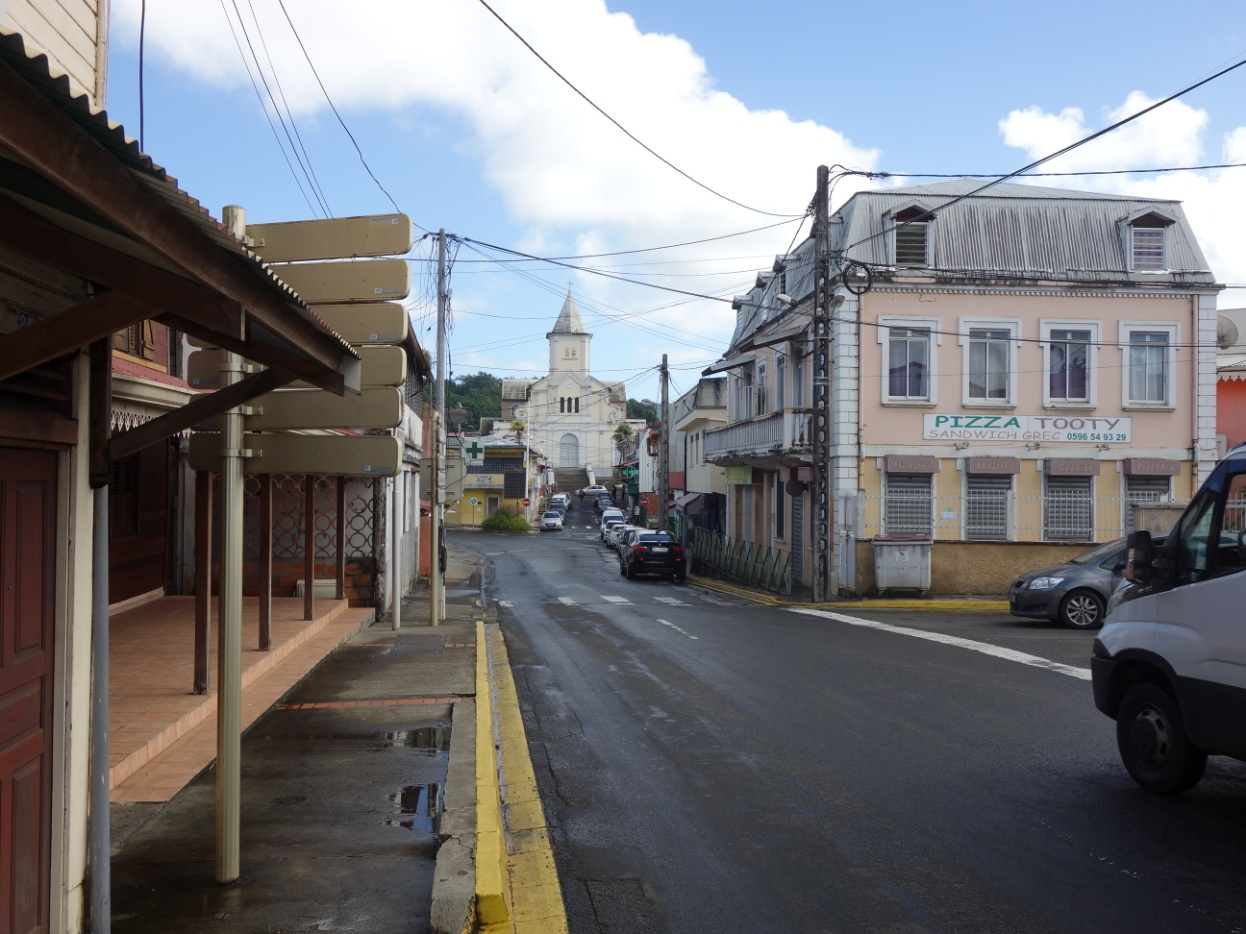 PIZZA TOOTY
SANDWICH GREC 0596 54 93 29